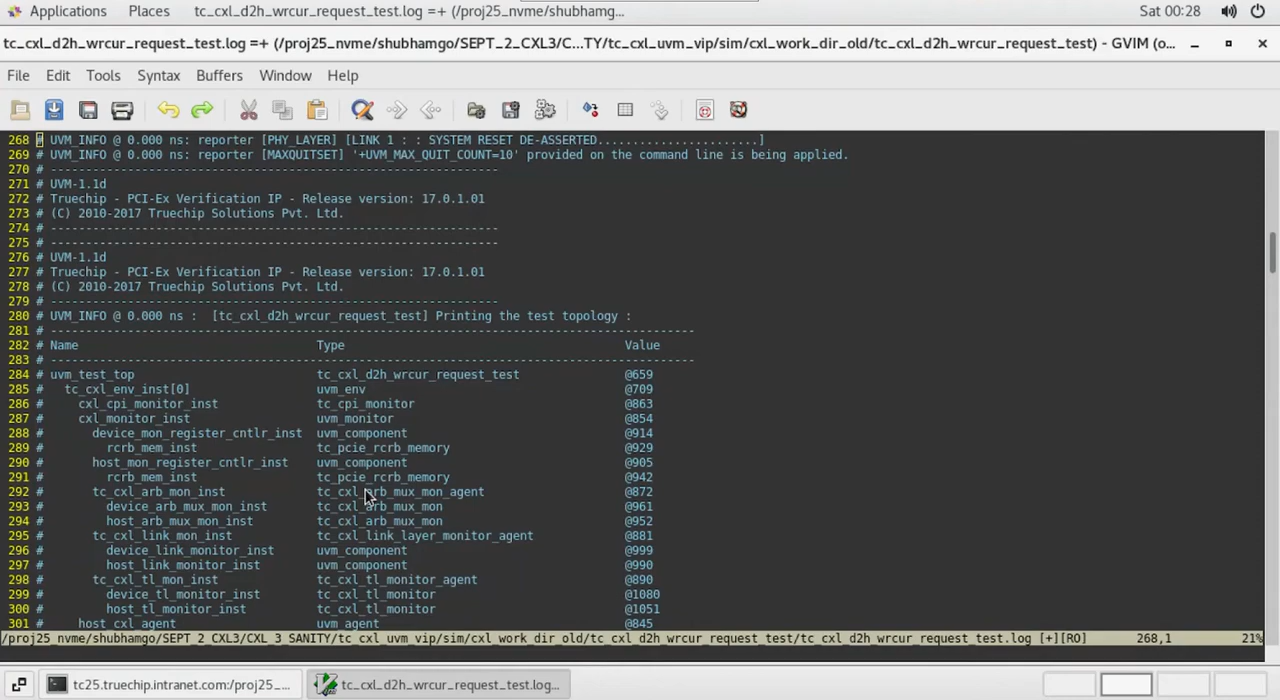 Applications Places tc_cxl_d2h_wrcur_request_test.log =+ (/proj25_nvme/shubhamg... Sat 00:28
tc_cxl_d2h_wrcur_request_test.log =+ (/proj25_nvme/shubhamgo/SEPT_2_CXL3/C...TY/tc_cxl_uvm_vip/sim/cxl_work_dir_old/tc_cxl_d2h_wrcur_request_test) - GVIM (o...
File Edit Tools Syntax Buffers Window Help
268 # UVM_INFO @ 0.000 ns: reporter [PHY_LAYER] [LINK 1 : : SYSTEM RESET DE-ASSERTED.......................]
269 # UVM_INFO @ 0.000 ns: reporter [MAXQUITSET] '+UVM_MAX_QUIT_COUNT=10' provided on the command line is being applied.
270 # ----------------------------------------------------------------
271 # UVM-1.1d
272 # Truechip - PCI-Ex Verification IP - Release version: 17.0.1.01
273 # (C) 2010-2017 Truechip Solutions Pvt. Ltd.
274 # ----------------------------------------------------------------
275 # ----------------------------------------------------------------
276 # UVM-1.1d
277 # Truechip - PCI-Ex Verification IP - Release version: 17.0.1.01
278 # (C) 2010-2017 Truechip Solutions Pvt. Ltd.
279 # ----------------------------------------------------------------
280 # UVM_INFO @ 0.000 ns :  [tc_cxl_d2h_wrcur_request_test] Printing the test topology :
281 # --------------------------------------------------------------------------------------------
282 # Name Type Value
283 # --------------------------------------------------------------------------------------------
284 # uvm_test_top tc_cxl_d2h_wrcur_request_test @659
285 # tc_cxl_env_inst[0] uvm_env @709
286 # cxl_cpi_monitor_inst tc_cpi_monitor @863
287 # cxl_monitor_inst uvm_monitor @854
288 # device_mon_register_cntlr_inst uvm_component @914
289 # rcrb_mem_inst tc_pcie_rcrb_memory @929
290 # host_mon_register_cntlr_inst uvm_component @905
291 # rcrb_mem_inst tc_pcie_rcrb_memory @942
292 # tc_cxl_arb_mon_inst tc_cxl_arb_mux_mon_agent @872
293 # device_arb_mux_mon_inst tc_cxl_arb_mux_mon @961
294 # host_arb_mux_mon_inst tc_cxl_arb_mux_mon @952
295 # tc_cxl_link_mon_inst tc_cxl_link_layer_monitor_agent @881
296 # device_link_monitor_inst uvm_component @999
297 # host_link_monitor_inst uvm_component @990
298 # tc_cxl_tl_mon_inst tc_cxl_tl_monitor_agent @890
299 # device_tl_monitor_inst tc_cxl_tl_monitor @1080
300 # host_tl_monitor_inst tc_cxl_tl_monitor @1051
301 # host_cxl_agent uvm_agent @845
/proj25_nvme/shubhamgo/SEPT_2_CXL3/CXL_3_SANITY/tc_cxl_uvm_vip/sim/cxl_work_dir_old/tc_cxl_d2h_wrcur_request_test/tc_cxl_d2h_wrcur_request_test.log [+][RO] 268,1 21%
tc25.truechip.intranet.com:/proj25_... tc_cxl_d2h_wrcur_request_test.log...